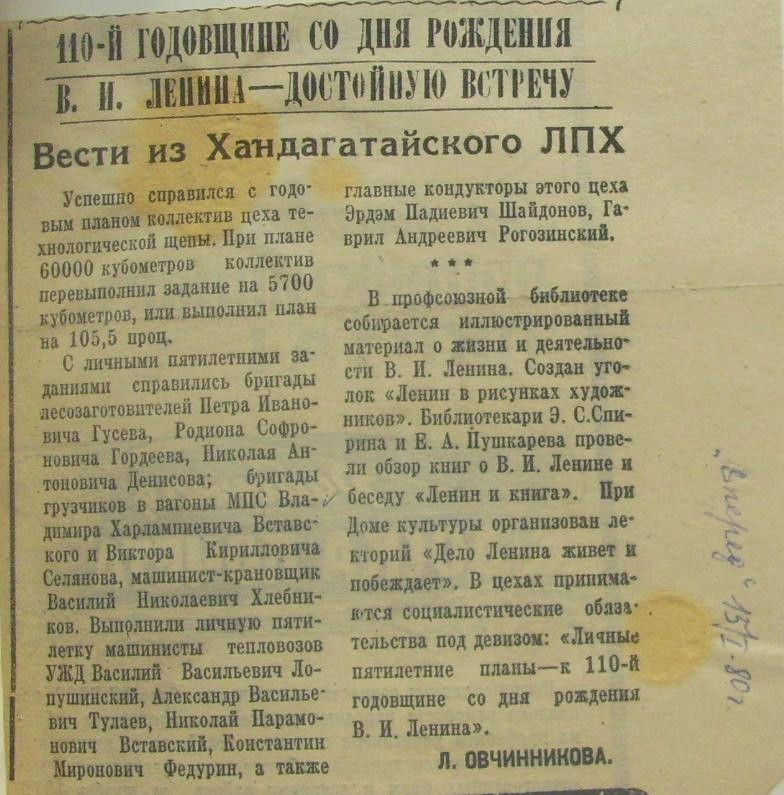 110-Й ГОДОВЩИНЕ СО ДНЯ РОЖДЕНИЯ
В. И. ЛЕНИНА—ДОСТОЙНУЮ ВСТРЕЧУ
Вести из Хандагатайского ЛПХ
Успешно справился с годо-
вым планом коллектив цеха те-
хнологической щепы. При плане
60000 кубометров коллектив
перевыполнил задание на 5700
кубометров, или выполнил план
на 105,5 проц.
С личными пятилетними за-
даниями справились бригады
лесозаготовителей Петра Ивано-
вича Гусева, Родиона Софро-
новича Гордеева, Николая Ан-
тоновича Денисова; бригады
грузчиков в вагоны МПС Вла-
димира Харлампиевича Вставс-
кого и Виктора Кирилловича
Селянова, машинист-крановщик
Василий Николаевич Хлебни-
ков. Выполнили личную пяти-
летку машинисты тепловозов
УЖД Василий Васильевич Ло-
пушинский, Александр Василье-
вич Тулаев, Николай Парамо-
нович Вставский, Константин
Миронович Федурин, а также
главные кондукторы этого цеха
Эрдэм Падиевич Шайдонов, Га-
врил Андреевич Рогозинский.
* * *
В профсоюзной библиотеке
собирается иллюстрированный
материал о жизни и деятельно-
сти В. И. Ленина. Создан уго-
лок «Ленин в рисунках худож-
ников». Библиотекари Э. С.Спи-
рина и Е. А. Пушкарева прове-
ли обзор книг о В. И. Ленине и
беседу «Ленин и книга». При
Доме культуры организован ле-
кторий «Дело Ленина живет и
побеждает». В цехах принима-
ются социалистические обяза-
тельства под девизом: «Личные
пятилетние планы—к 110-й
годовщине со дня рождения
В. И. Ленина».
Л. ОВЧИННИКОВА.
„Вперед" 15/I-80г.